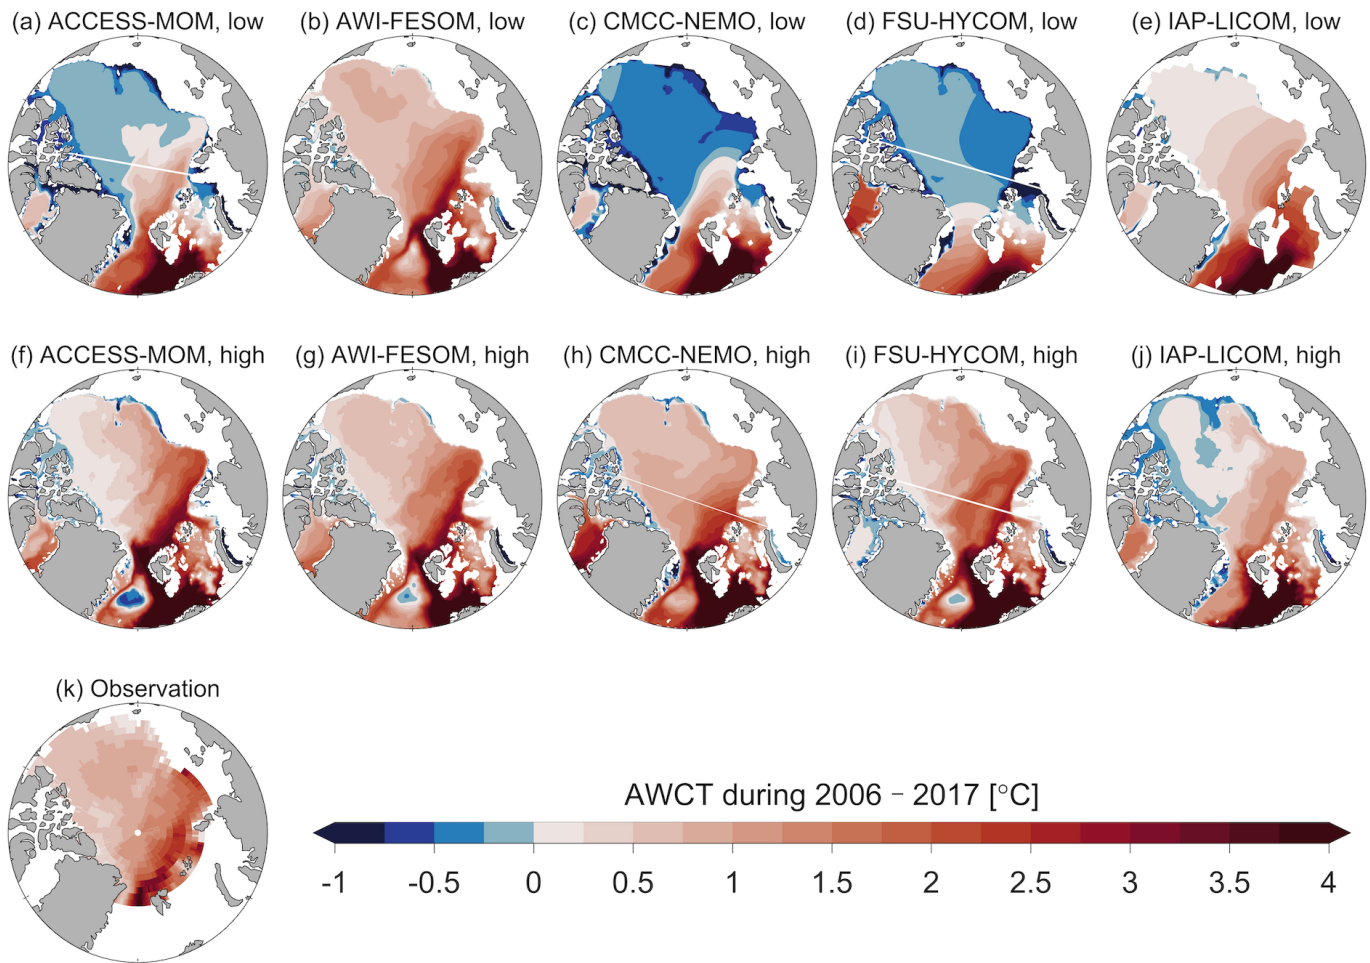 (a) ACCESS-MOM, low
(b) AWI-FESOM, low
(c) CMCC-NEMO, low
(d) FSU-HYCOM, low
(e) IAP-LICOM, low
(f) ACCESS-MOM, high
(g) AWI-FESOM, high
(h) CMCC-NEMO, high
(i) FSU-HYCOM, high
(j) IAP-LICOM, high
(k) Observation
AWCT during 2006 – 2017 [°C]
-1 -0.5 0 0.5 1 1.5 2 2.5 3 3.5 4